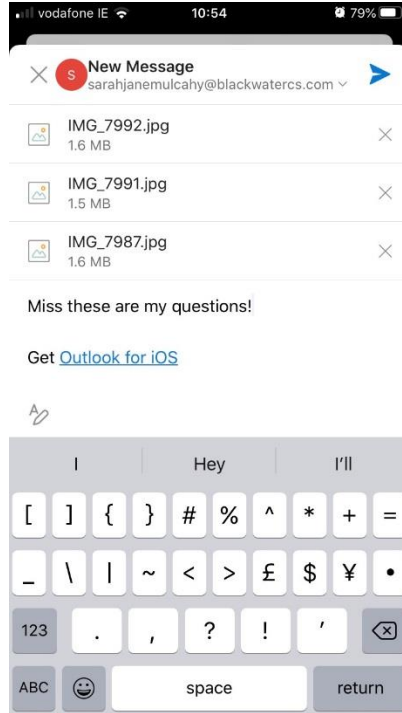 vodafone IE 10:54 79%
S New Message
sarahjanemulcahy@blackwatercs.com
IMG_7992.jpg
1.6 MB
IMG_7991.jpg
1.5 MB
IMG_7987.jpg
1.6 MB
Miss these are my questions!
Get Outlook for iOS
I Hey I'll
[ ] { } # % ^ * + =
_ \ | ~ < > £ $ ¥ •
123 . , ? ! '
ABC space return